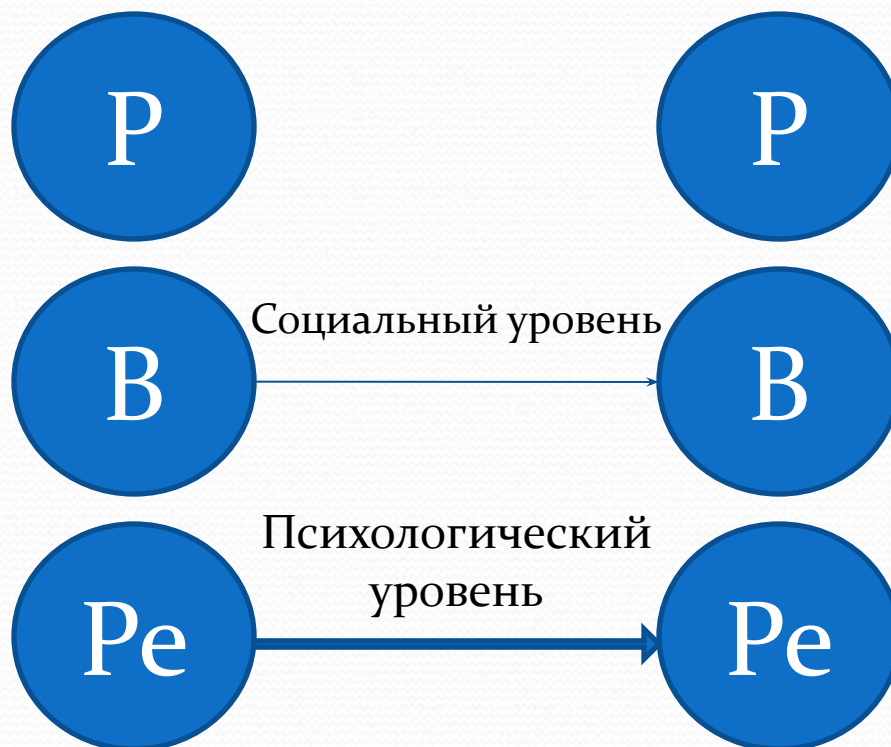 Р Р
Социальный уровень
В В
Психологический
уровень
Ре Ре